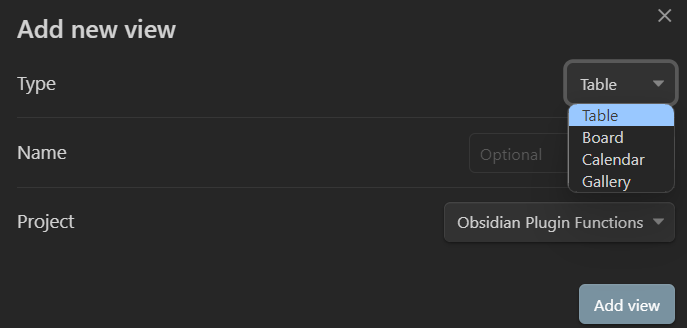 Add new view
Type
Table
Table
Board
Calendar
Gallery
Name
Optional
Project
Obsidian Plugin Functions
Add view